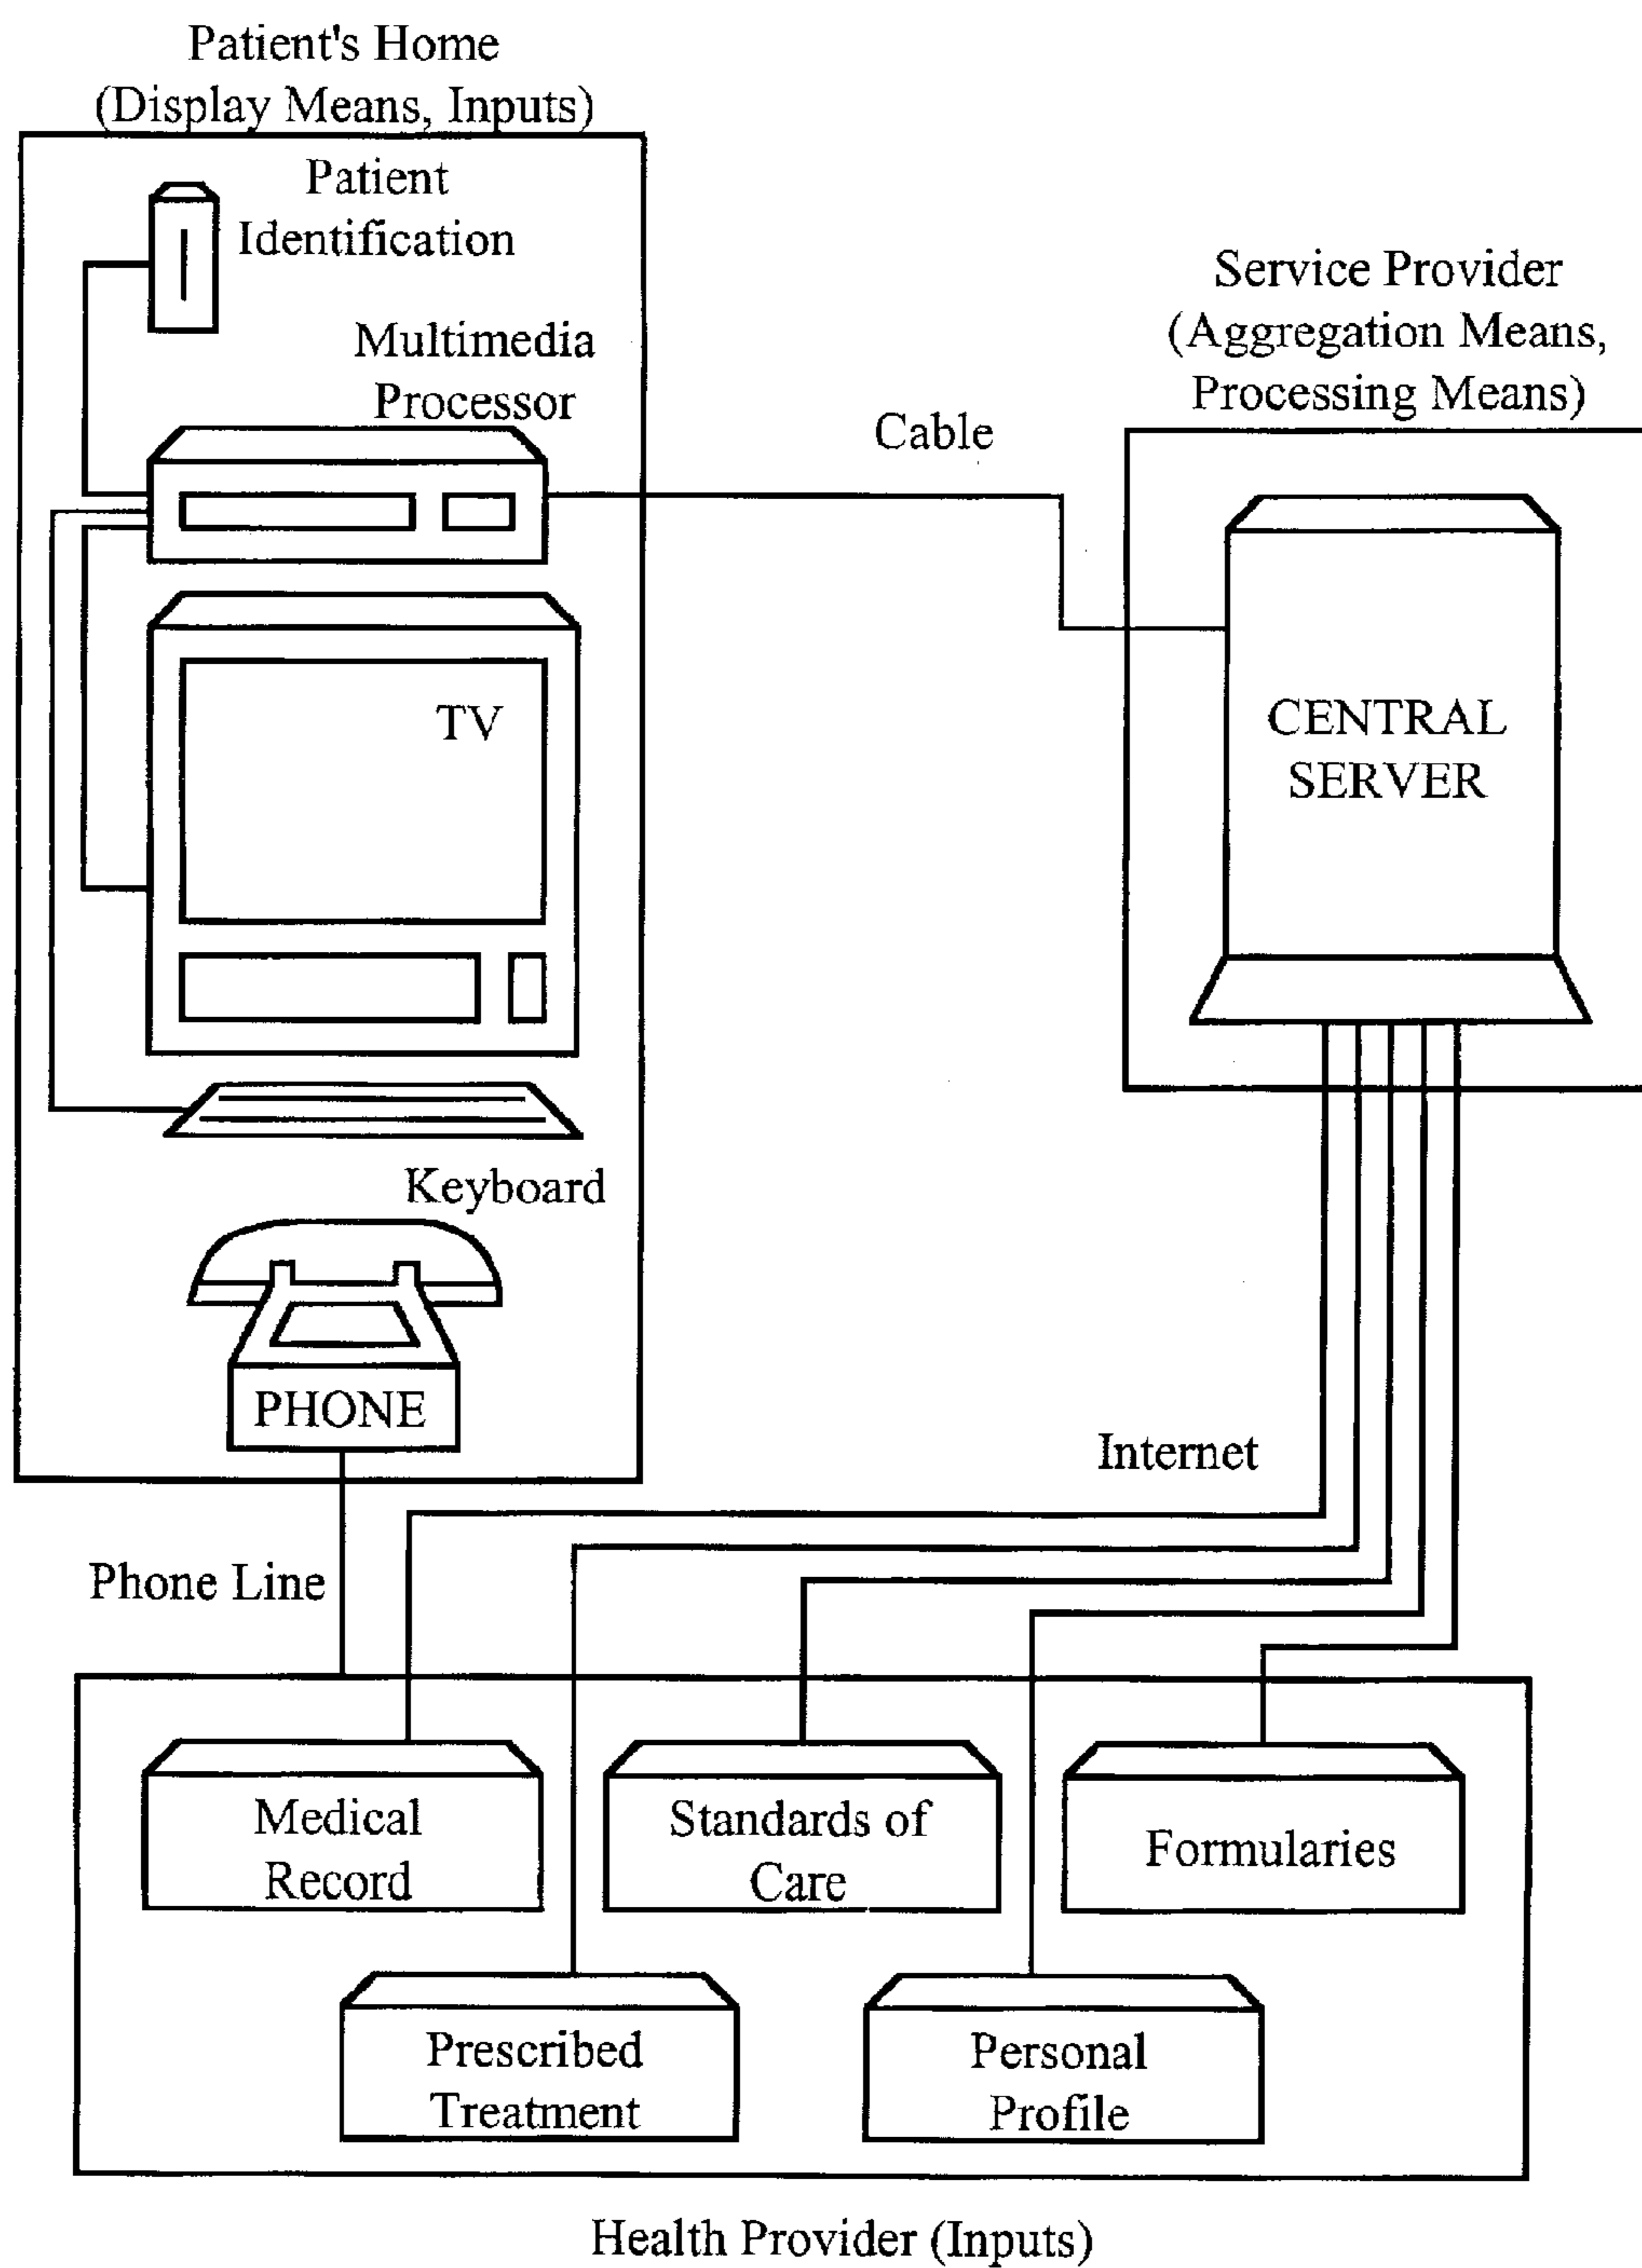 Patient's Home
(Display Means, Inputs)
Patient
Identification
Multimedia
Processor
TV
Keyboard
PHONE
Cable
Service Provider
(Aggregation Means,
Processing Means)
CENTRAL
SERVER
Internet
Phone Line
Medical
Record
Standards of
Care
Formularies
Prescribed
Treatment
Personal
Profile
Health Provider (Inputs)